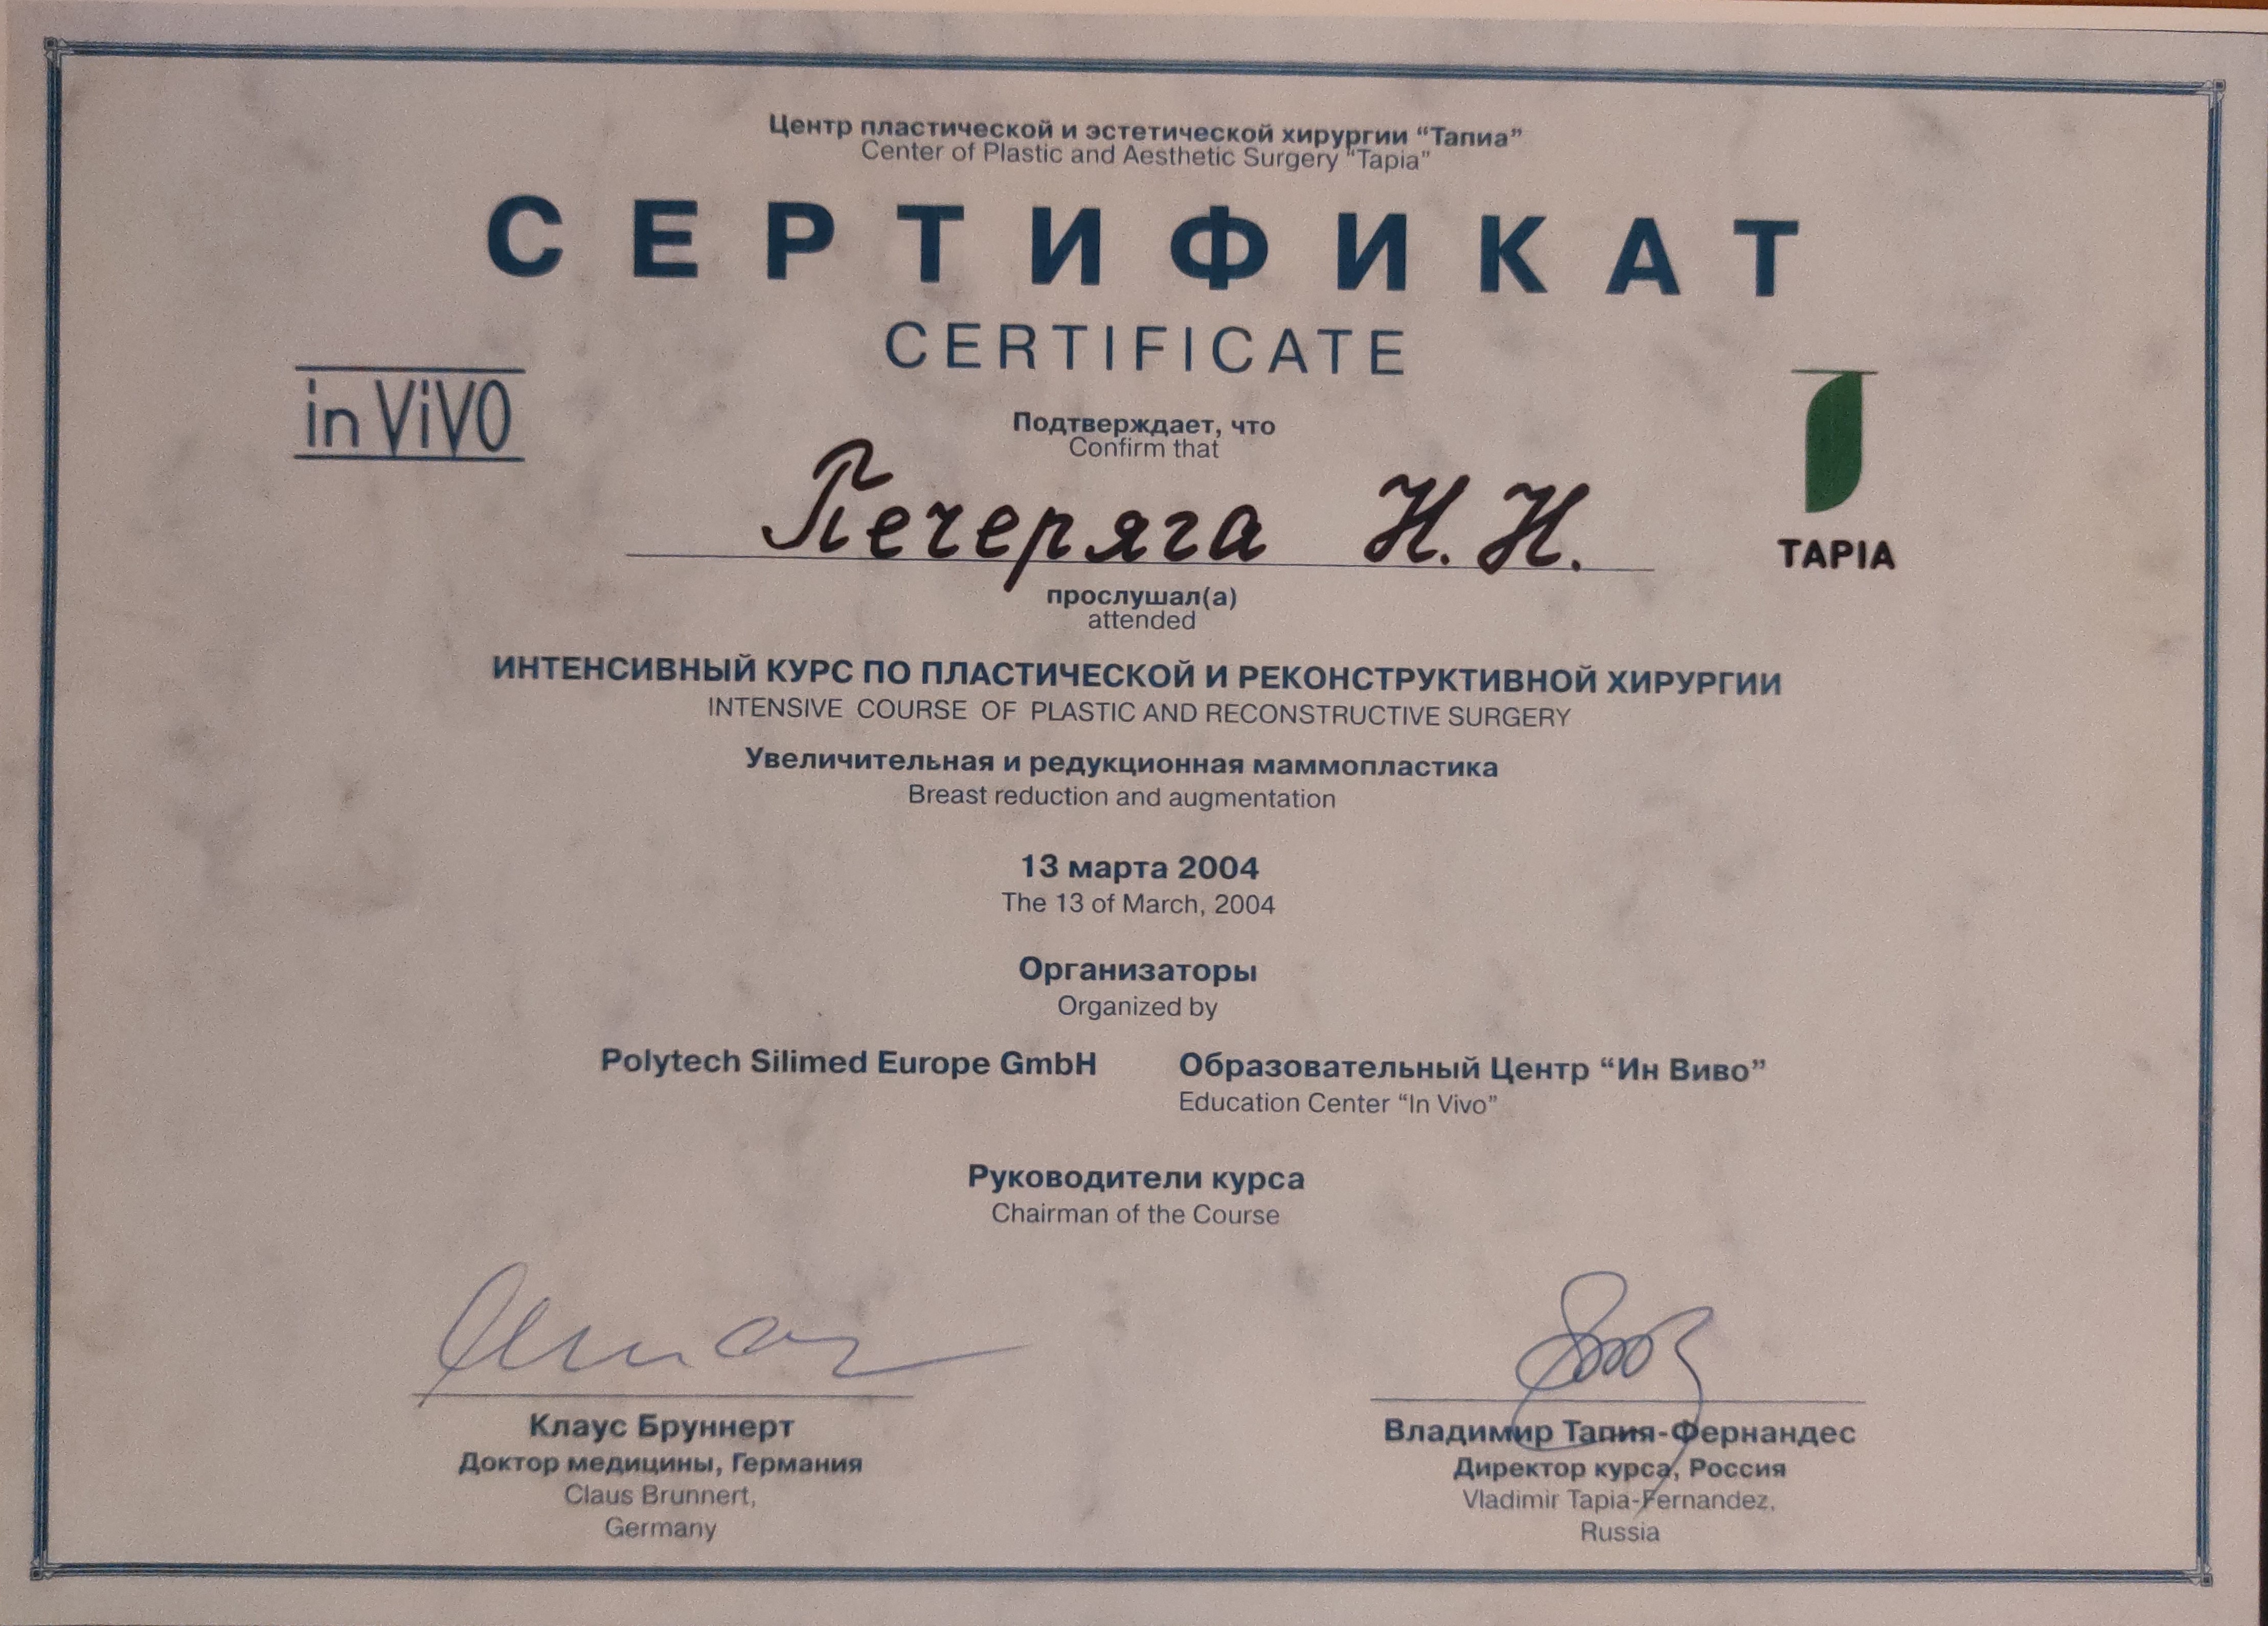 Центр пластической и эстетической хирургии “Тапиа”
Center of Plastic and Aesthetic Surgery “Tapia”
СЕРТИФИКАТ
CERTIFICATE
in ViVO
Подтверждает, что
Confirm that
Печеряга Н.Н.
TAPIA
прослушал(а)
attended
ИНТЕНСИВНЫЙ КУРС ПО ПЛАСТИЧЕСКОЙ И РЕКОНСТРУКТИВНОЙ ХИРУРГИИ
INTENSIVE COURSE OF PLASTIC AND RECONSTRUCTIVE SURGERY
Увеличительная и редукционная маммопластика
Breast reduction and augmentation
13 марта 2004
The 13 of March, 2004
Организаторы
Organized by
Polytech Silimed Europe GmbH
Образовательный Центр “Ин Виво”
Education Center “In Vivo”
Руководители курса
Chairman of the Course
Клаус Бруннерт
Доктор медицины, Германия
Claus Brunnert,
Germany
Владимир Тапия-Фернандес
Директор курса, Россия
Vladimir Tapia-Fernandez,
Russia